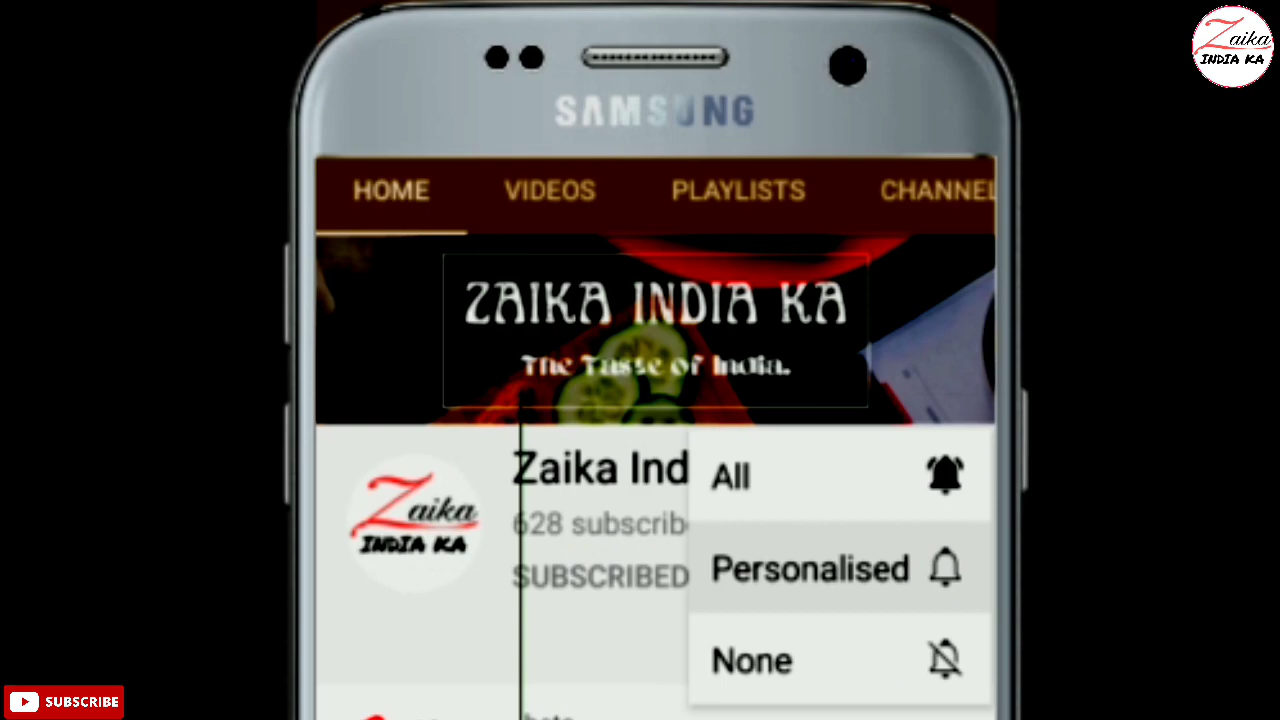 Zaika
INDIA KA
SAMSUNG
HOME VIDEOS PLAYLISTS CHANNEL
ZAIKA INDIA KA
The Taste of India.
Zaika Ind
628 subscrib
SUBSCRIBED
Zaika
INDIA KA
All
Personalised
None
SUBSCRIBE